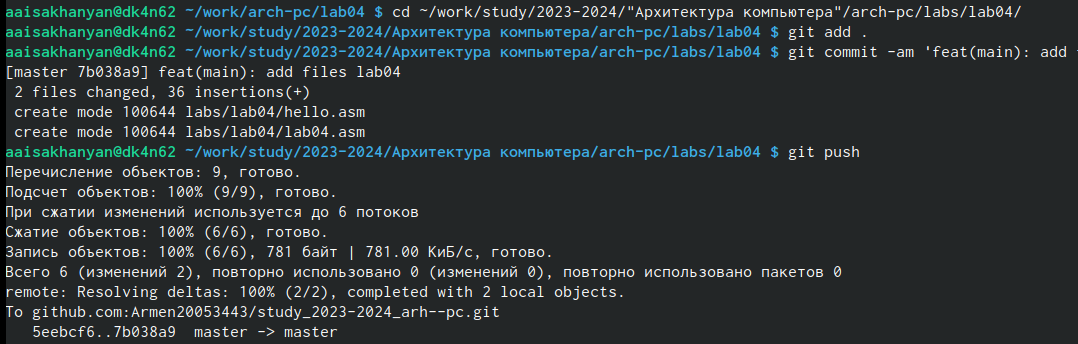 aaisakhanyan@dk4n62 ~/work/arch-pc/lab04 $ cd ~/work/study/2023-2024/"Архитектура компьютера"/arch-pc/labs/lab04/
aaisakhanyan@dk4n62 ~/work/study/2023-2024/Архитектура компьютера/arch-pc/labs/lab04 $ git add .
aaisakhanyan@dk4n62 ~/work/study/2023-2024/Архитектура компьютера/arch-pc/labs/lab04 $ git commit -am 'feat(main): add
[master 7b038a9] feat(main): add files lab04
2 files changed, 36 insertions(+)
create mode 100644 labs/lab04/hello.asm
create mode 100644 labs/lab04/lab04.asm
aaisakhanyan@dk4n62 ~/work/study/2023-2024/Архитектура компьютера/arch-pc/labs/lab04 $ git push
Перечисление объектов: 9, готово.
Подсчет объектов: 100% (9/9), готово.
При сжатии изменений используется до 6 потоков
Сжатие объектов: 100% (6/6), готово.
Запись объектов: 100% (6/6), 781 байт | 781.00 КиБ/с, готово.
Всего 6 (изменений 2), повторно использовано 0 (изменений 0), повторно использовано пакетов 0
remote: Resolving deltas: 100% (2/2), completed with 2 local objects.
To github.com:Armen20053443/study_2023-2024_arh--pc.git
5eebcf6..7b038a9 master -> master